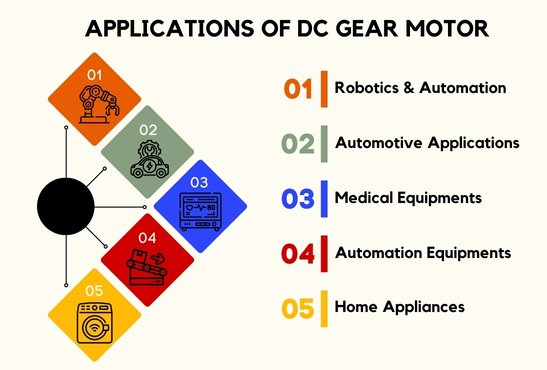 APPLICATIONS OF DC GEAR MOTOR
01
02
03
80
04
05
01 Robotics & Automation
02 Automotive Applications
03 Medical Equipments
04 Automation Equipments
05 Home Appliances